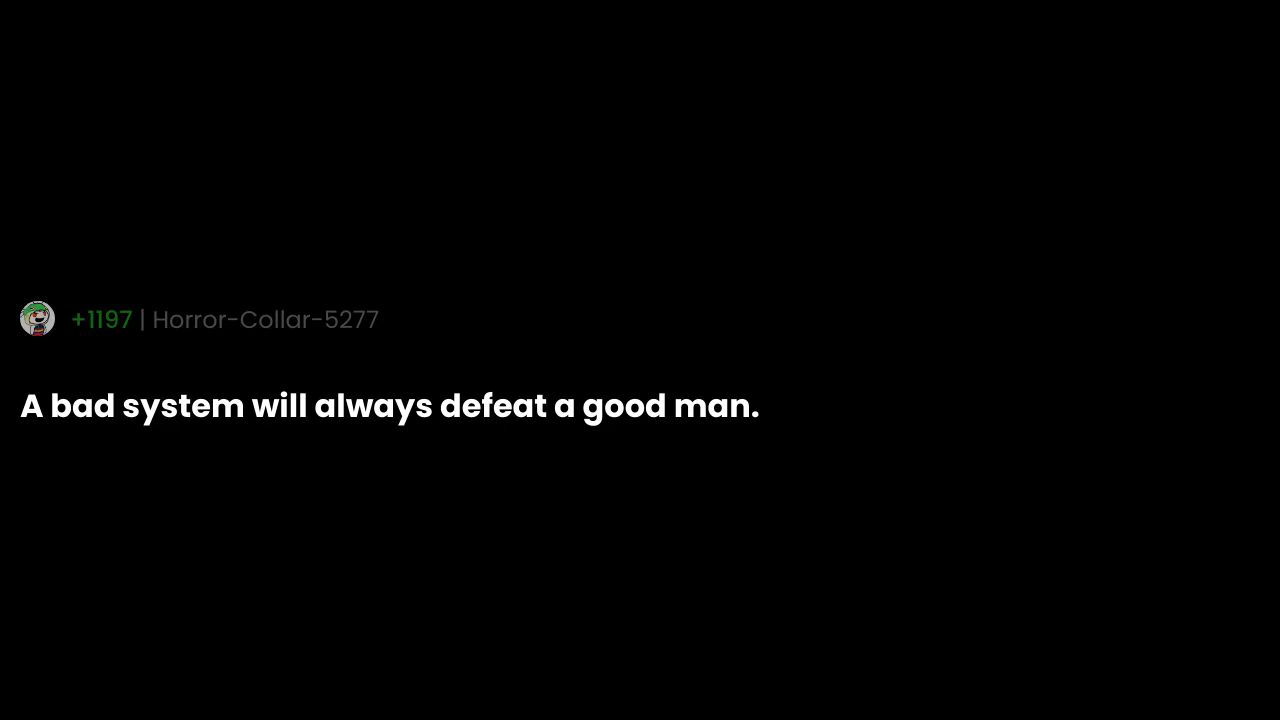 +1197 | Horror-Collar-5277
A bad system will always defeat a good man.